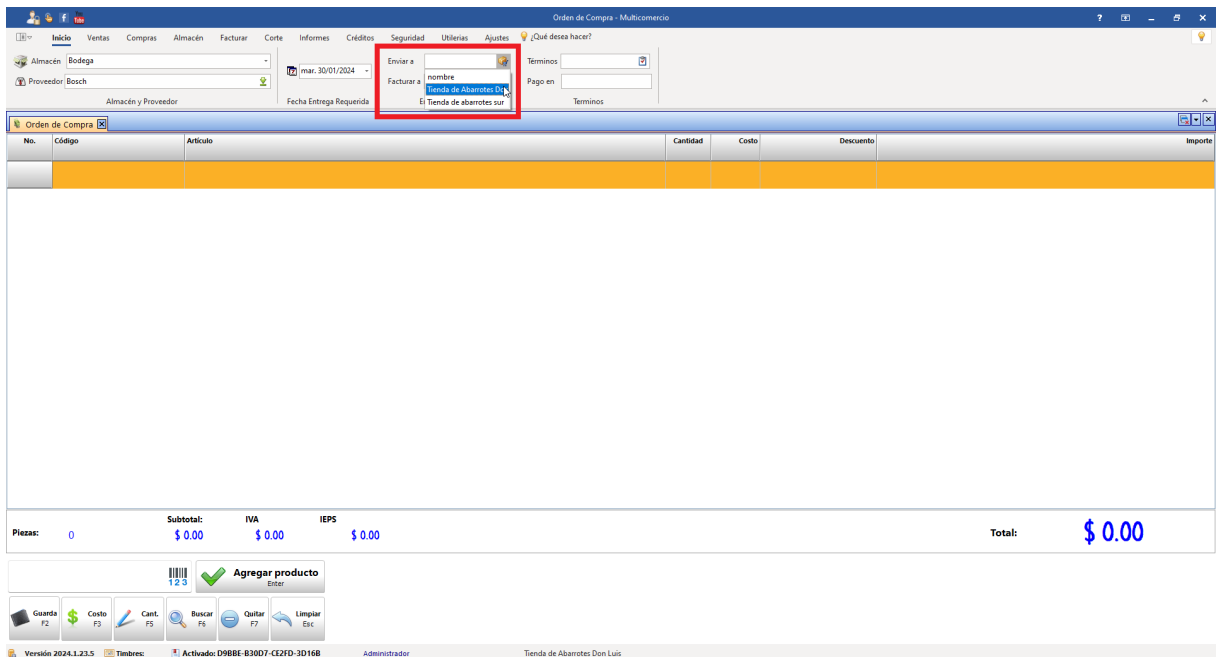 Orden de Compra - Multicomercio
Inicio Ventas Compras Almacén Facturar Corte Informes Créditos Seguridad Utilerias Ajustes ¿Qué desea hacer?
Almacén Bodega
Proveedor Bosch
Almacén y Proveedor
mar. 30/01/2024
Fecha Entrega Requerida
Enviar a
Facturar a
nombre
Tienda de Abarrotes Don
Tienda de abarrotes sur
Términos
Pago en
Terminos
Orden de Compra
No. Código Artículo Cantidad Costo Descuento Importe
Piezas: 0
Subtotal: IVA IEPS
$ 0.00 $ 0.00 $ 0.00
Total: $ 0.00
123
Agregar producto
Enter
Guarda F2
Costo F3
Cant. F5
Buscar F6
Quitar F7
Limpiar Esc
Versión 2024.1.23.5 Timbres: Activado: D9BBE-B30D7-CE2FD-3D16B Administrador Tienda de Abarrotes Don Luis